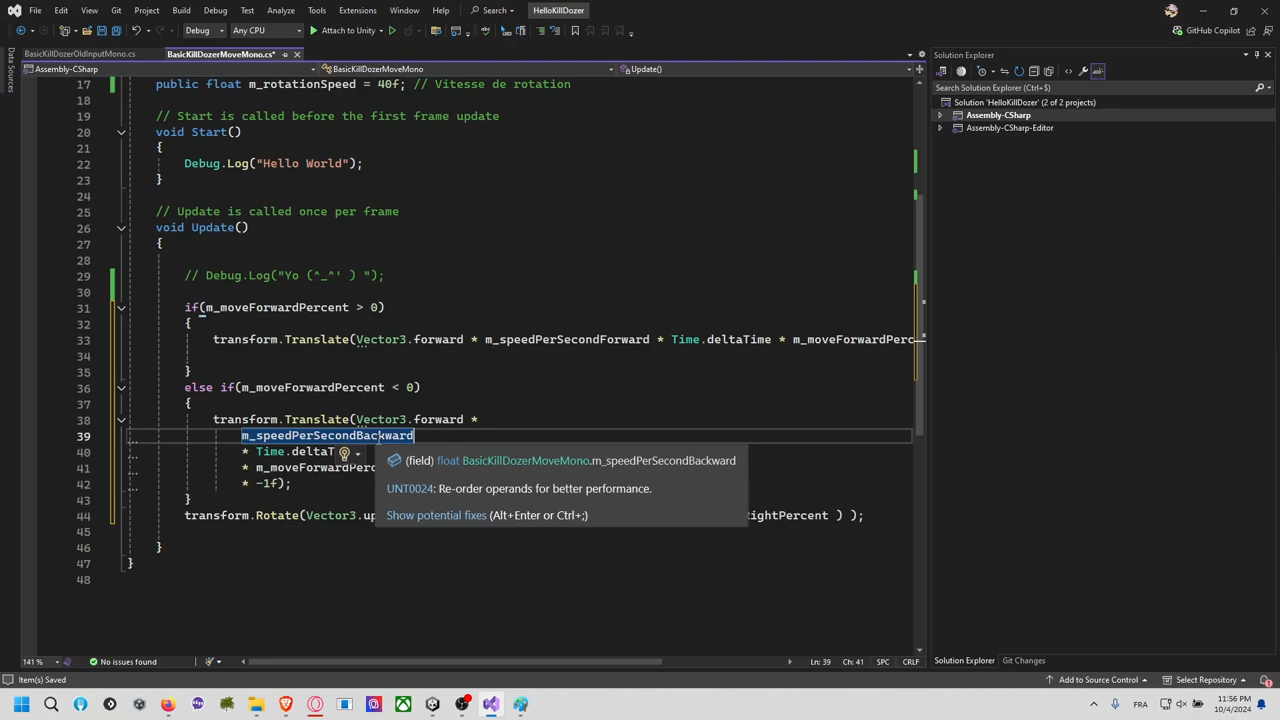 File Edit View Git Project Build Debug Test Analyze Tools Extensions Window Help Search HelloKillDozer
Debug Any CPU Attach to Unity GitHub Copilot
Data Sources
BasicKillDozerOldInputMono.cs BasicKillDozerMoveMono.cs*
Assembly-CSharp BasicKillDozerMoveMono Update()
17 public float m_rotationSpeed = 40f; // Vitesse de rotation
18
19 // Start is called before the first frame update
20 void Start()
21 {
22 Debug.Log("Hello World");
23 }
24
25 // Update is called once per frame
26 void Update()
27 {
28
29 // Debug.Log("Yo (^_^' ) ");
30
31 if(m_moveForwardPercent > 0)
32 {
33 transform.Translate(Vector3.forward * m_speedPerSecondForward * Time.deltaTime * m_moveForwardPerc
34
35 }
36 else if(m_moveForwardPercent < 0)
37 {
38 transform.Translate(Vector3.forward *
39 m_speedPerSecondBackward
40 * Time.deltaT
41 * m_moveForwardPerc
42 * -1f);
43 }
44 transform.Rotate(Vector3.up RightPercent ) );
45
46 }
47 }
48
(field) float BasicKillDozerMoveMono.m_speedPerSecondBackward
UNT0024: Re-order operands for better performance.
Show potential fixes (Alt+Enter or Ctrl+;)
141 % No issues found Ln: 39 Ch: 41 SPC CRLF
Solution Explorer
Search Solution Explorer (Ctrl+$)
Solution 'HelloKillDozer' (2 of 2 projects)
Assembly-CSharp
Assembly-CSharp-Editor
Solution Explorer Git Changes
Item(s) Saved Add to Source Control Select Repository
FRA 11:56 PM
10/4/2024